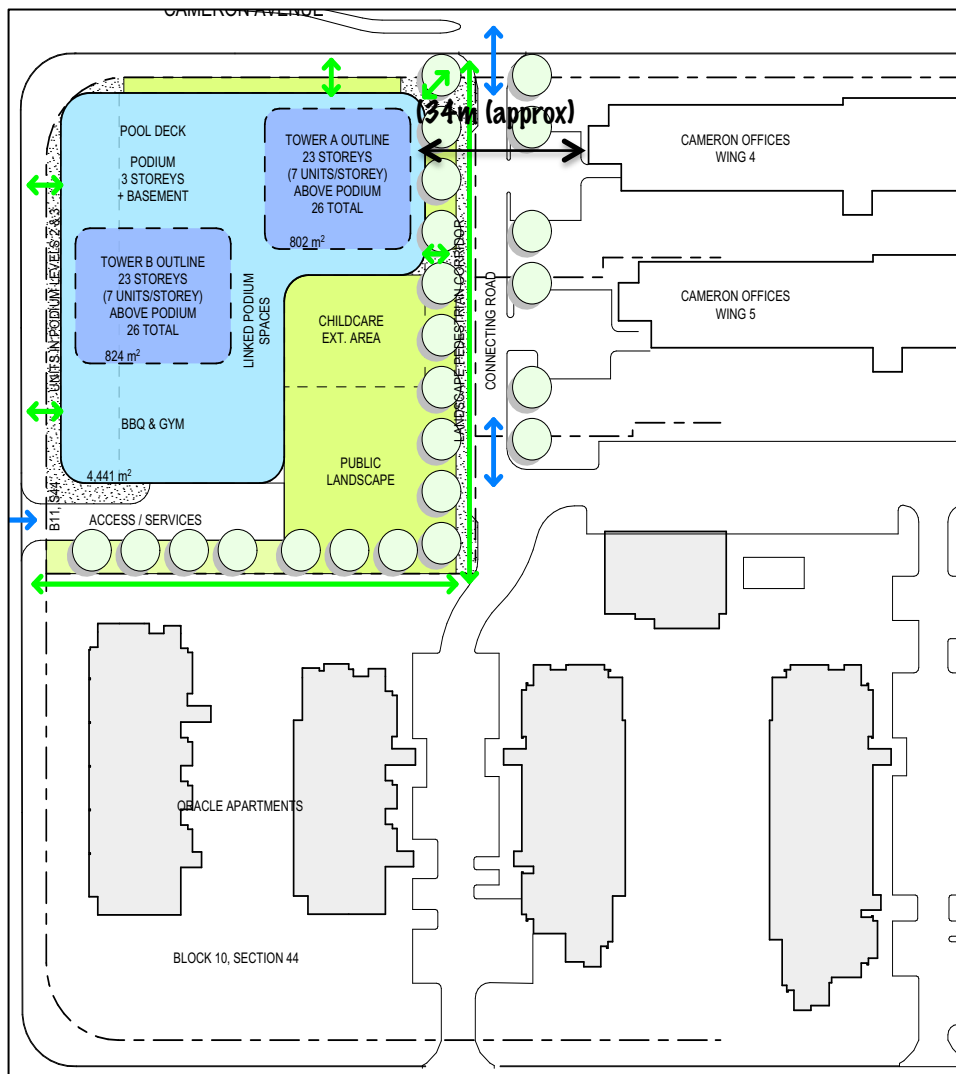 CAMERON AVENUE
(34m (approx)
POOL DECK
PODIUM
3 STOREYS
+ BASEMENT
TOWER A OUTLINE
23 STOREYS
(7 UNITS/STOREY)
ABOVE PODIUM
26 TOTAL
802 m²
CAMERON OFFICES
WING 4
UNITS IN PODIUM LEVELS 2 & 3
TOWER B OUTLINE
23 STOREYS
(7 UNITS/STOREY)
ABOVE PODIUM
26 TOTAL
824 m²
LINKED PODIUM
SPACES
CHILDCARE
EXT. AREA
LANDSCAPE PEDESTRIAN CORRIDOR
CONNECTING ROAD
CAMERON OFFICES
WING 5
BBQ & GYM
4,441 m²
PUBLIC
LANDSCAPE
B11, S44
ACCESS / SERVICES
ORACLE APARTMENTS
BLOCK 10, SECTION 44